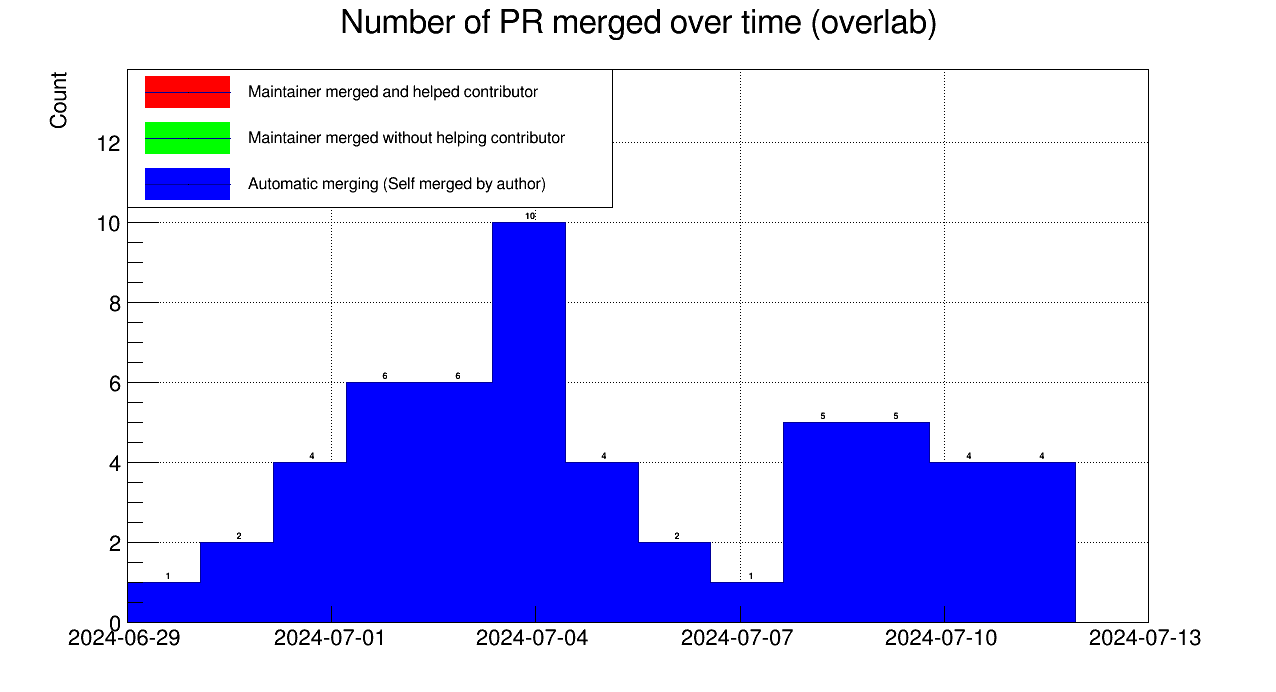 Number of PR merged over time (overlab)
Count
Maintainer merged and helped contributor
Maintainer merged without helping contributor
Automatic merging (Self merged by author)
12
10
8
6
4
2
0
1 2 4 6 6 10 4 2 1 5 5 4 4
2024-06-29 2024-07-01 2024-07-04 2024-07-07 2024-07-10 2024-07-13